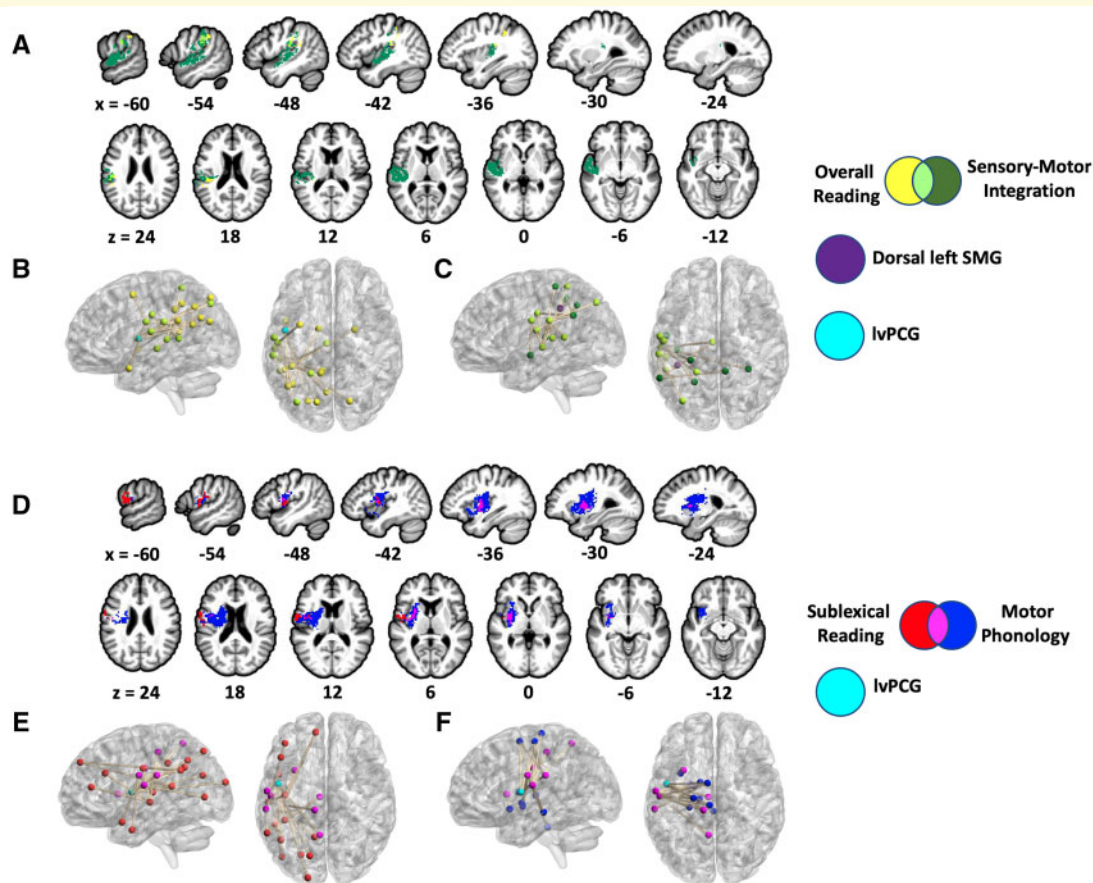 A
x = -60 -54 -48 -42 -36 -30 -24
z = 24 18 12 6 0 -6 -12
Overall Reading
Sensory-Motor Integration
Dorsal left SMG
lvPCG
B
C
D
x = -60 -54 -48 -42 -36 -30 -24
z = 24 18 12 6 0 -6 -12
Sublexical Reading
Motor Phonology
lvPCG
E
F